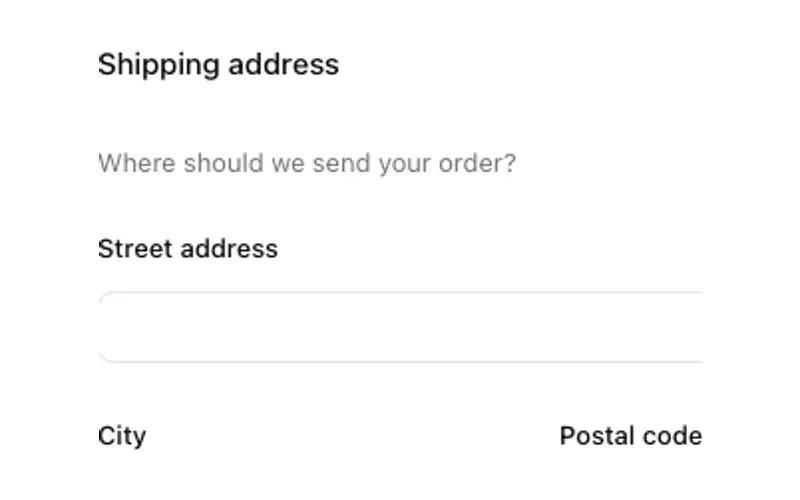 Shipping address
Where should we send your order?
Street address
City Postal code